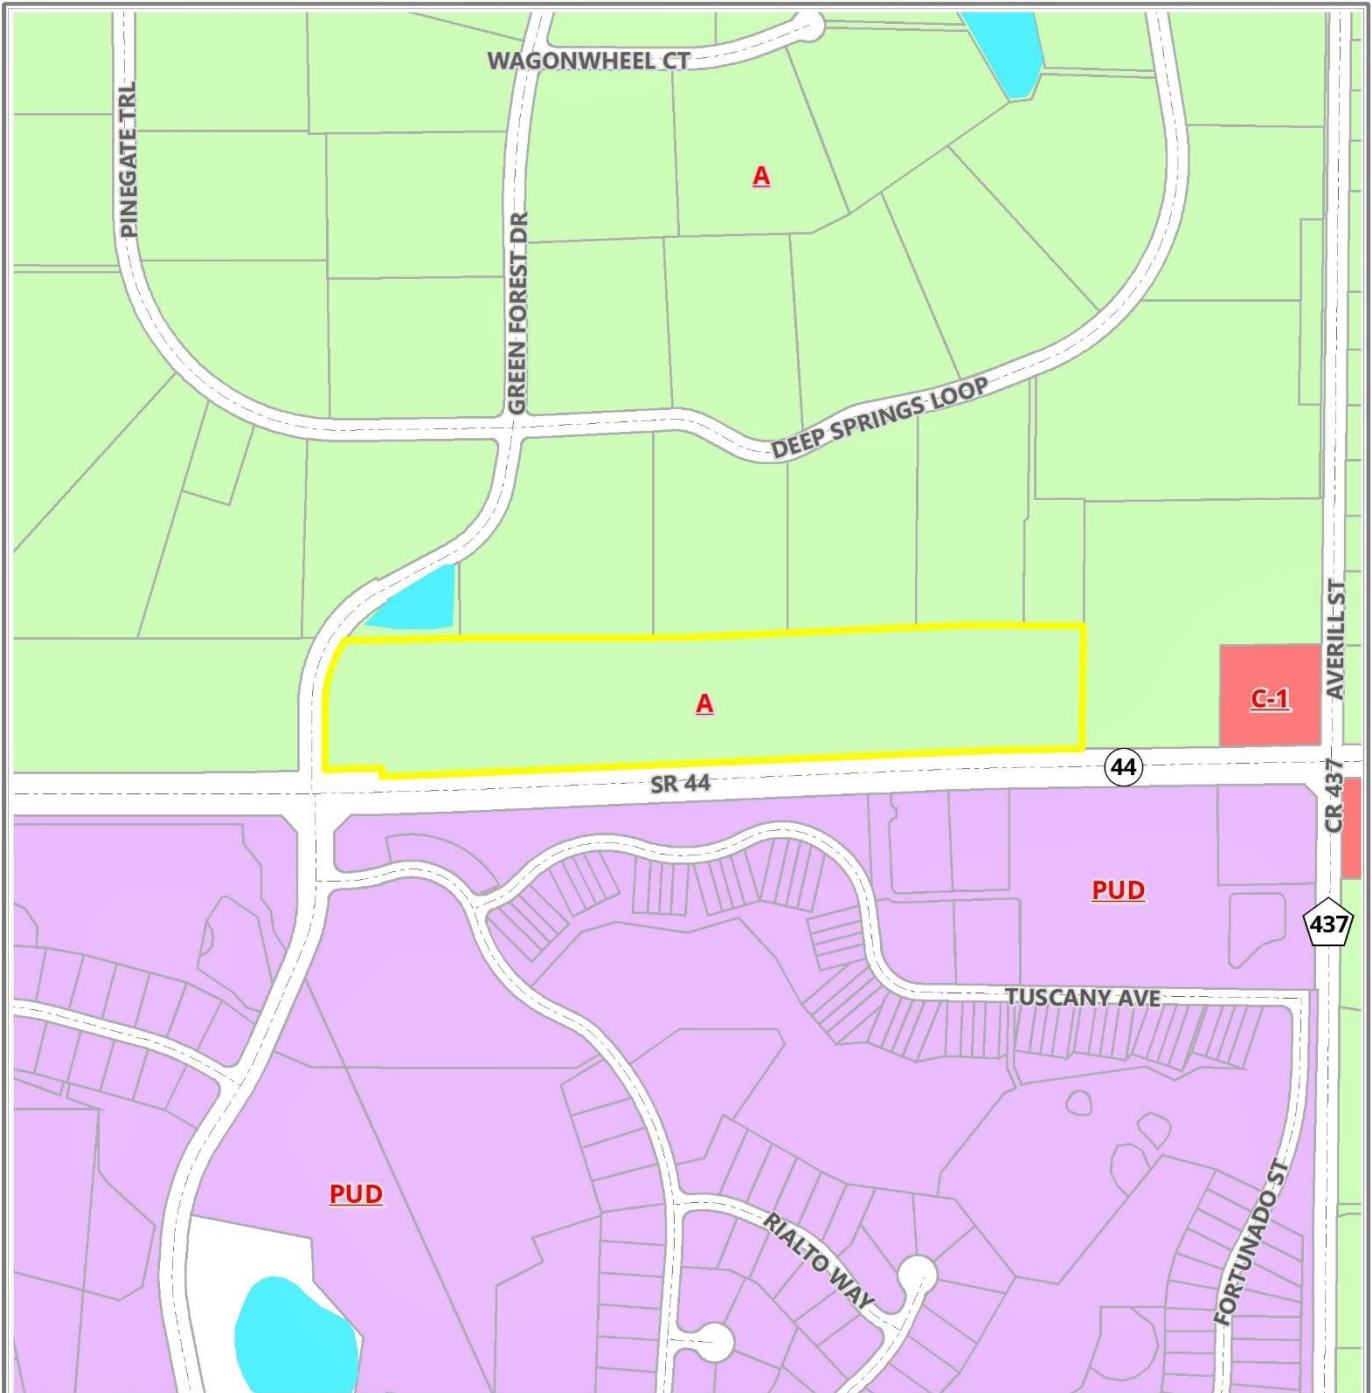 WAGONWHEEL CT
PINEGATE TRL
A
GREEN FOREST DR
DEEP SPRINGS LOOP
AVERILL ST
A
C-1
SR 44
44
CR 437
PUD
437
TUSCANY AVE
PUD
RIALTO WAY
FORTUNADO ST